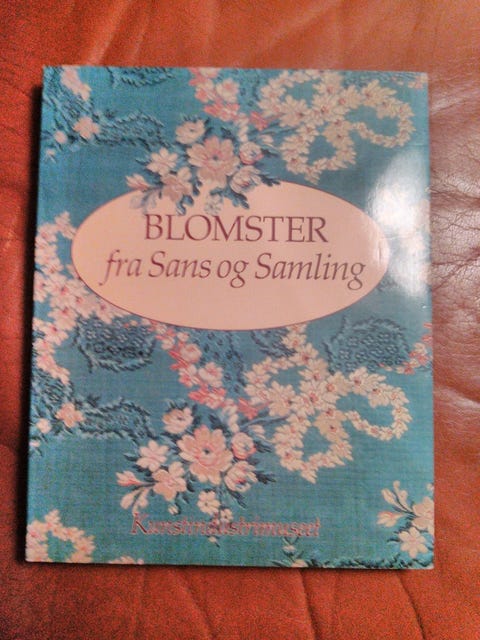 BLOMSTER
fra Sans og Samling
Kunstindustrimuseet